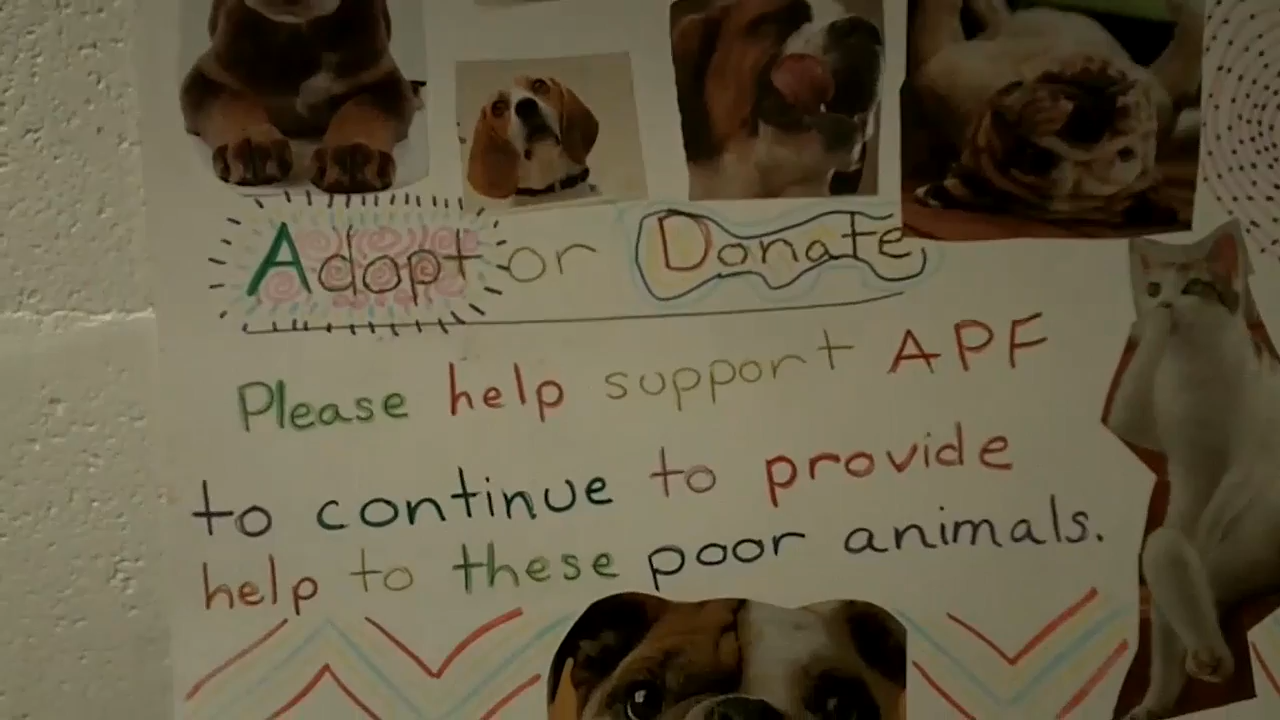 Adopt or Donate
Please help support APF
to continue to provide
help to these poor animals.